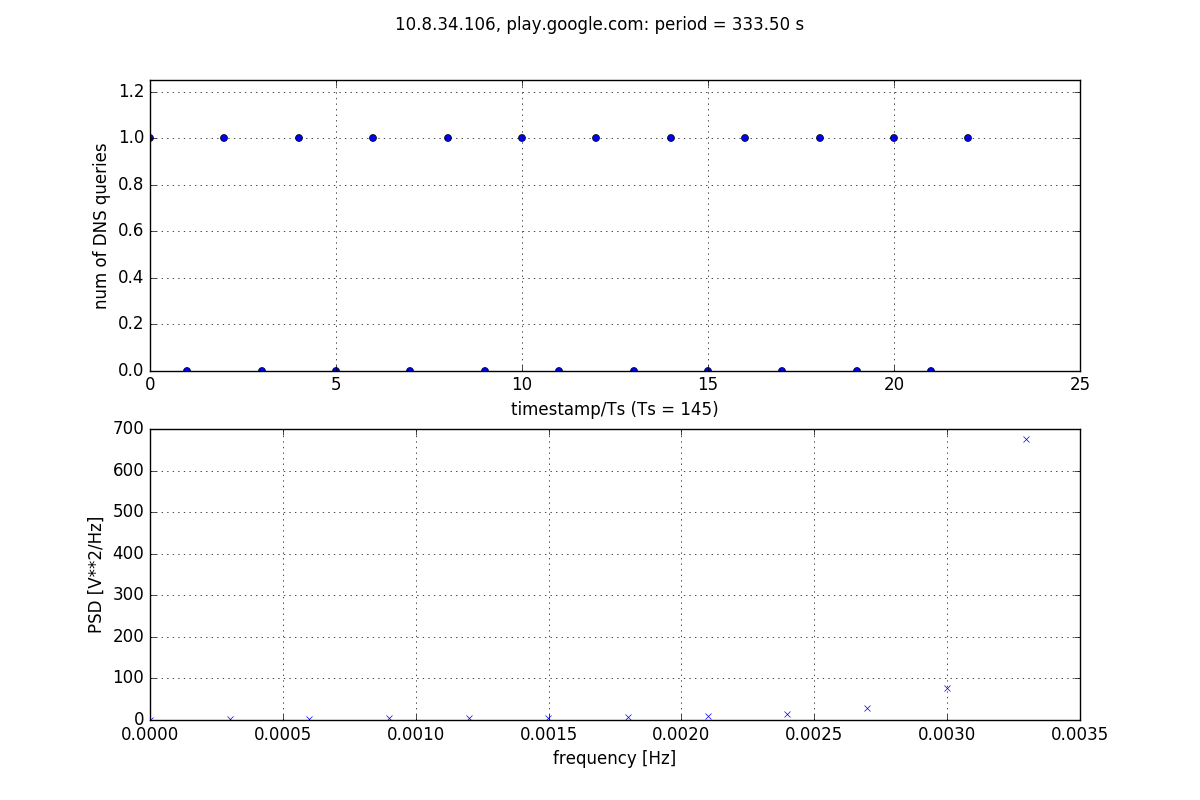 10.8.34.106, play.google.com: period = 333.50 s
1.2
1.0
0.8
0.6
0.4
0.2
0.0
num of DNS queries
0 5 10 15 20 25
timestamp/Ts (Ts = 145)
700
600
500
400
300
200
100
0
PSD [V**2/Hz]
0.0000 0.0005 0.0010 0.0015 0.0020 0.0025 0.0030 0.0035
frequency [Hz]